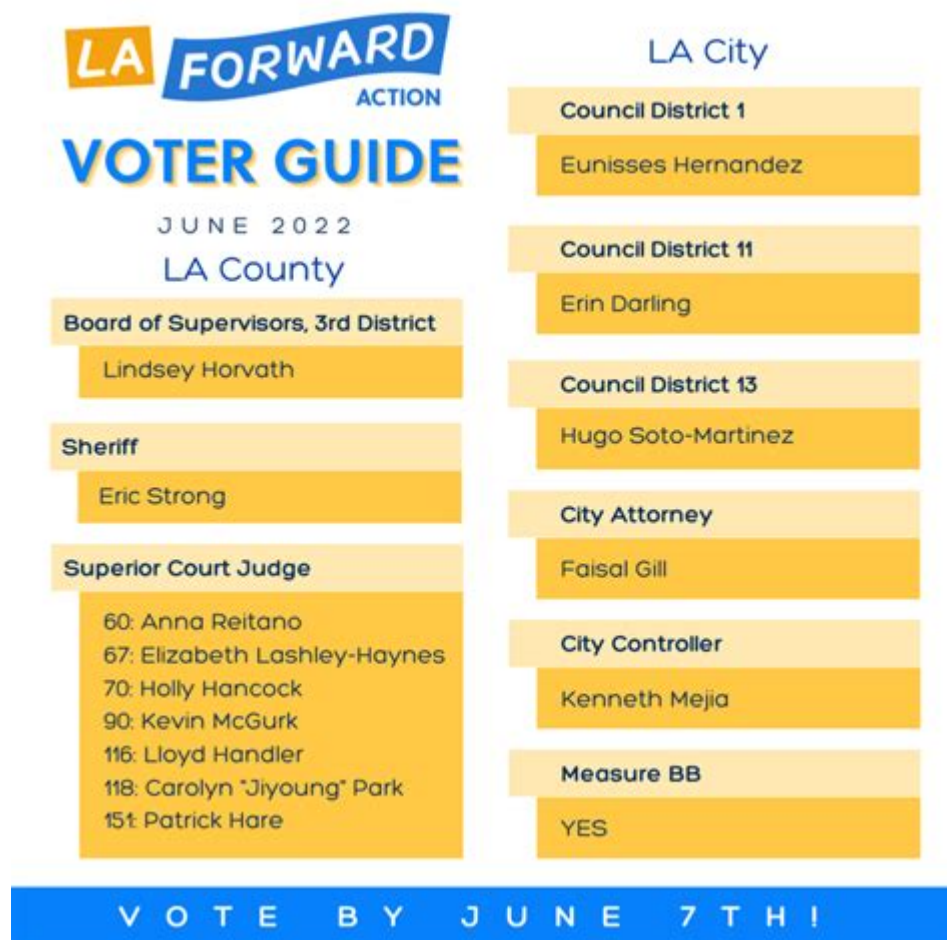 LA FORWARD
ACTION
VOTER GUIDE
JUNE 2022
LA County
Board of Supervisors, 3rd District
Lindsey Horvath
Sheriff
Eric Strong
Superior Court Judge
60: Anna Reitano
67: Elizabeth Lashley-Haynes
70: Holly Hancock
90: Kevin McGurk
116: Lloyd Handler
118: Carolyn "Jiyoung" Park
151: Patrick Hare
LA City
Council District 1
Eunisses Hernandez
Council District 11
Erin Darling
Council District 13
Hugo Soto-Martinez
City Attorney
Faisal Gill
City Controller
Kenneth Mejia
Measure BB
YES
VOTE BY JUNE 7TH!